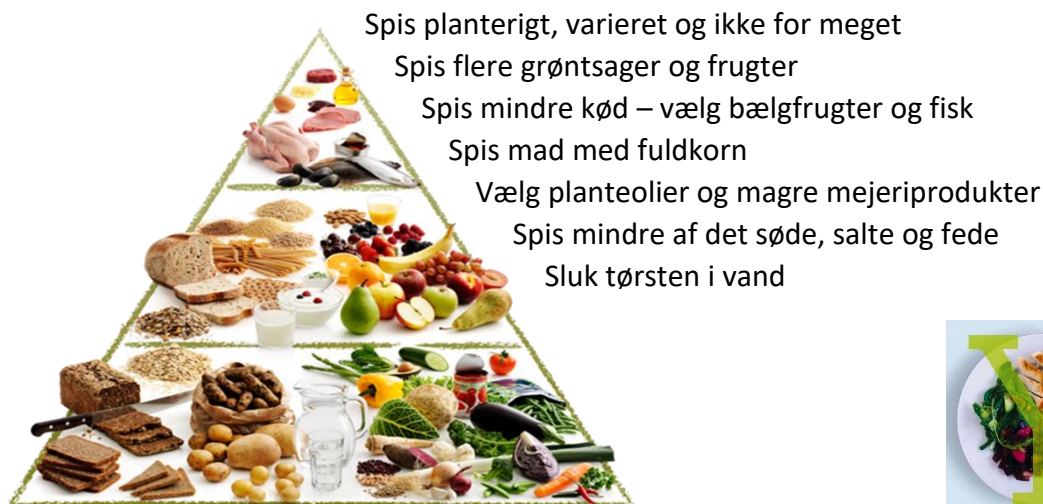 Spis planterigt, varieret og ikke for meget
Spis flere grøntsager og frugter
Spis mindre kød – vælg bælgfrugter og fisk
Spis mad med fuldkorn
Vælg planteolier og magre mejeriprodukter
Spis mindre af det søde, salte og fede
Sluk tørsten i vand